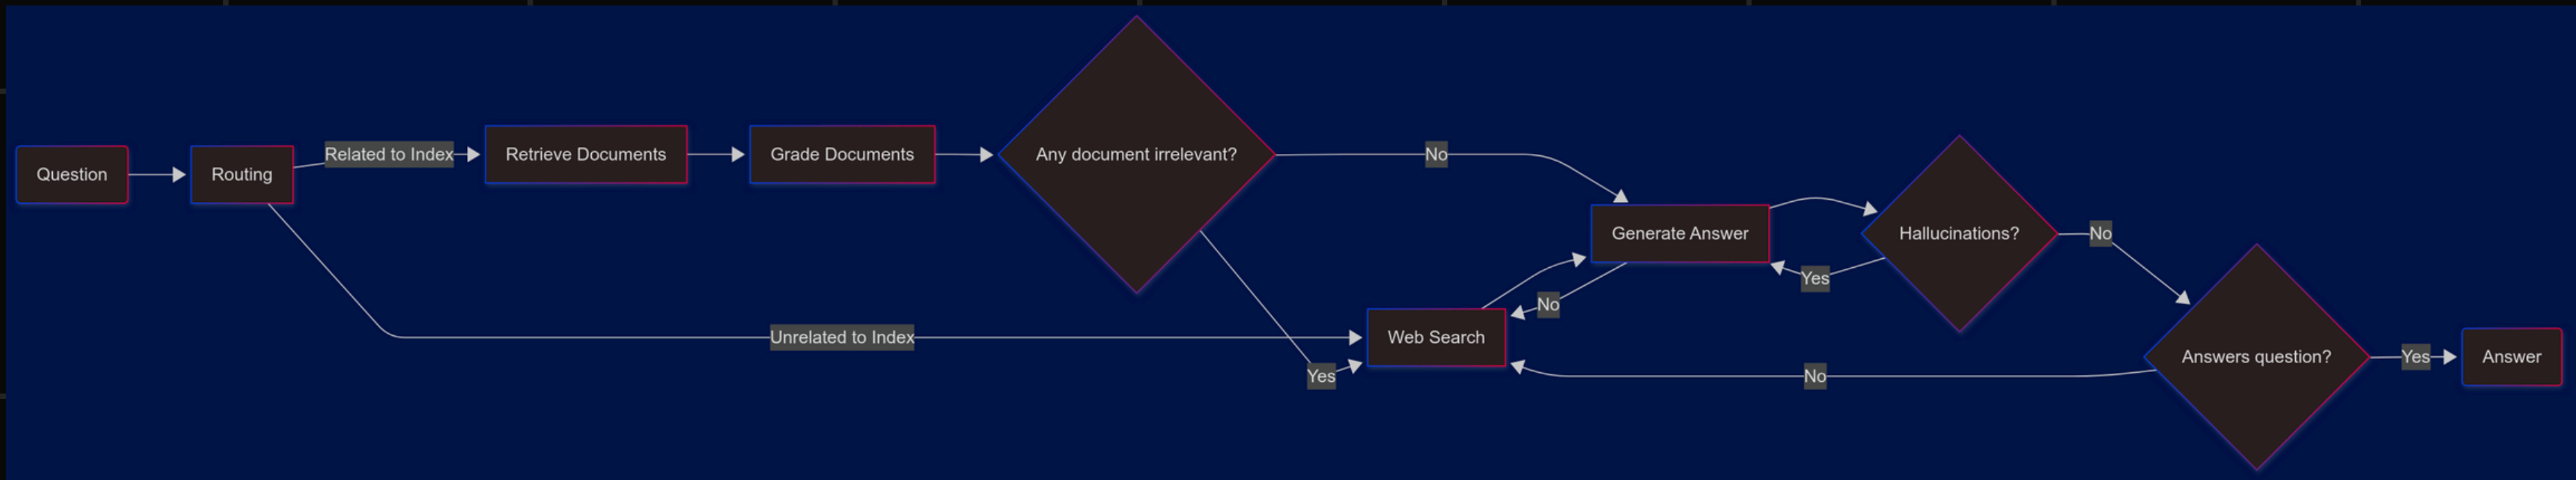 Question
Routing
Related to Index
Retrieve Documents
Grade Documents
Any document irrelevant?
No
Generate Answer
Hallucinations?
No
Yes
No
Unrelated to Index
Web Search
Yes
No
Answers question?
Yes
Answer